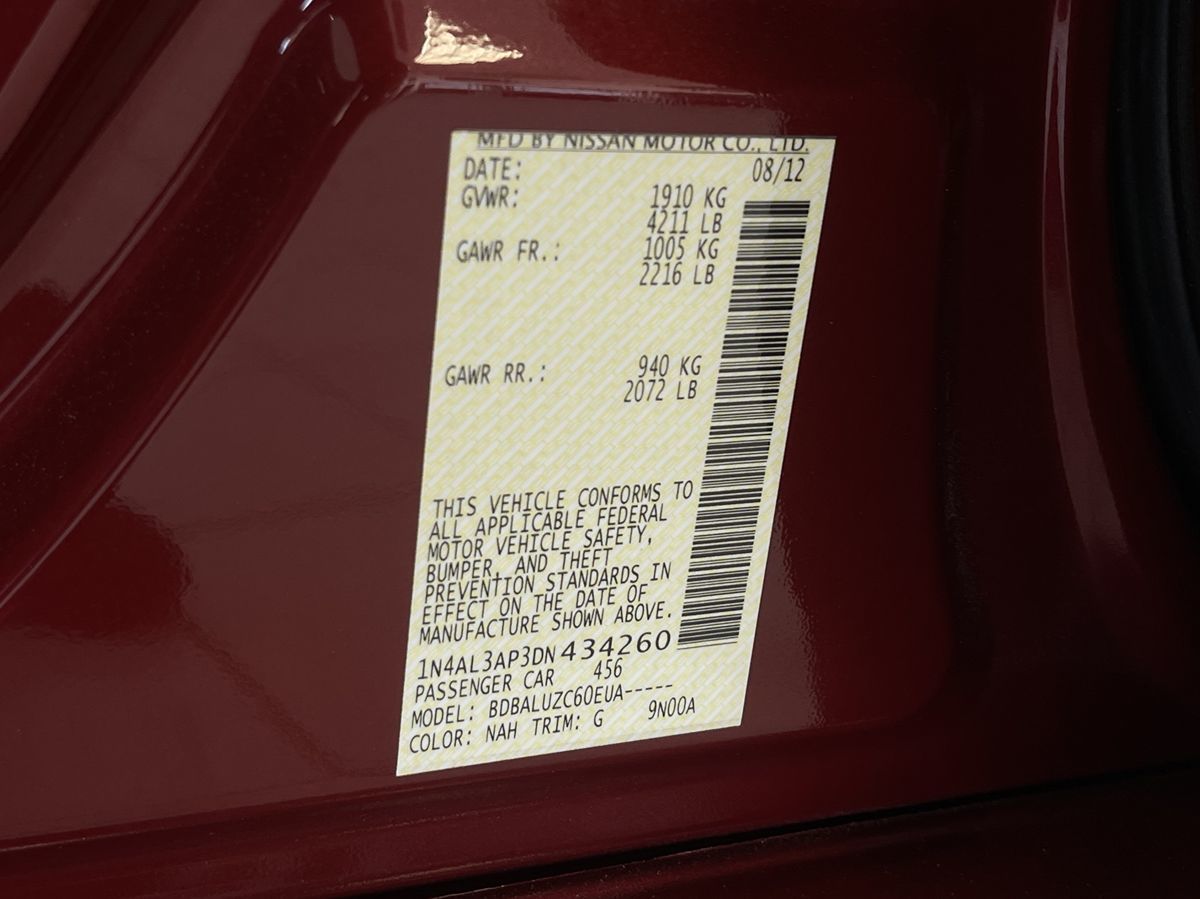 MFD BY NISSAN MOTOR CO., LTD.
DATE: 08/12
GVWR: 1910 KG
4211 LB
GAWR FR.: 1005 KG
2216 LB
GAWR RR.: 940 KG
2072 LB
THIS VEHICLE CONFORMS TO
ALL APPLICABLE FEDERAL
MOTOR VEHICLE SAFETY,
BUMPER, AND THEFT
PREVENTION STANDARDS IN
EFFECT ON THE DATE OF
MANUFACTURE SHOWN ABOVE.
1N4AL3AP3DN434260
PASSENGER CAR 456
MODEL: BDBALUZC60EUA-----
COLOR: NAH TRIM: G 9N00A